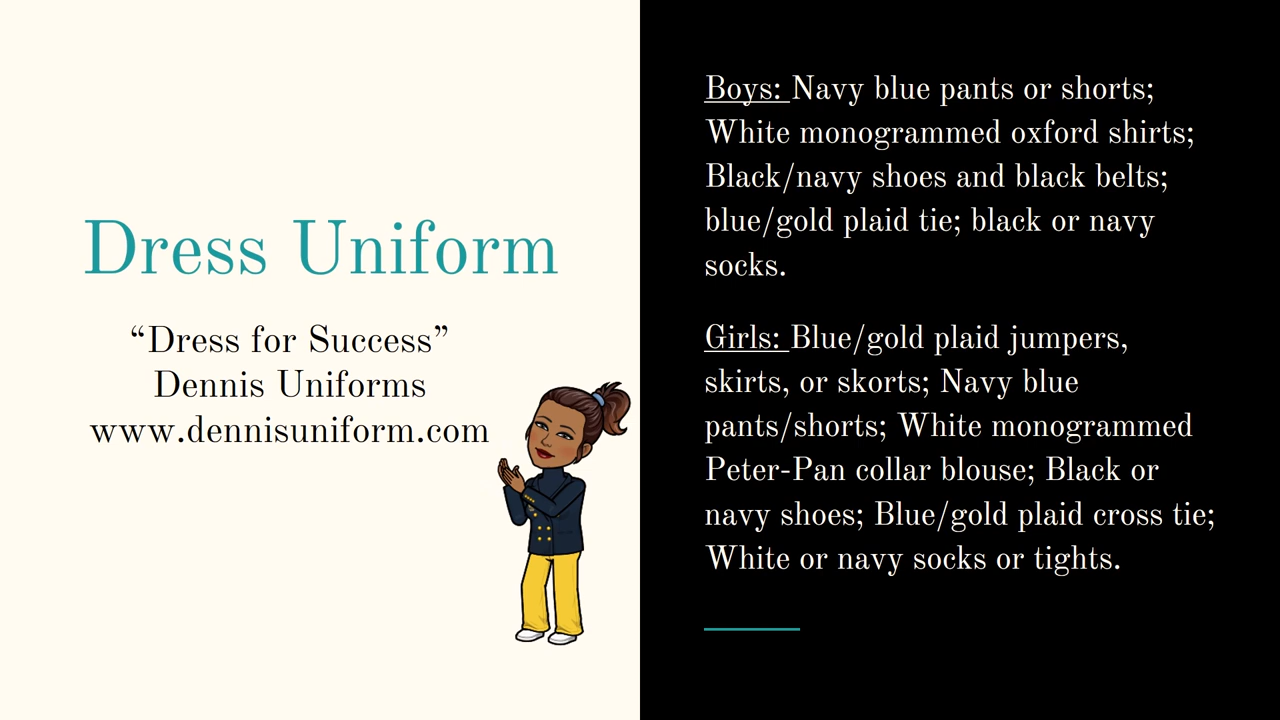 Dress Uniform
“Dress for Success”
Dennis Uniforms
www.dennisuniform.com
Boys: Navy blue pants or shorts;
White monogrammed oxford shirts;
Black/navy shoes and black belts;
blue/gold plaid tie; black or navy
socks.
Girls: Blue/gold plaid jumpers,
skirts, or skorts; Navy blue
pants/shorts; White monogrammed
Peter-Pan collar blouse; Black or
navy shoes; Blue/gold plaid cross tie;
White or navy socks or tights.